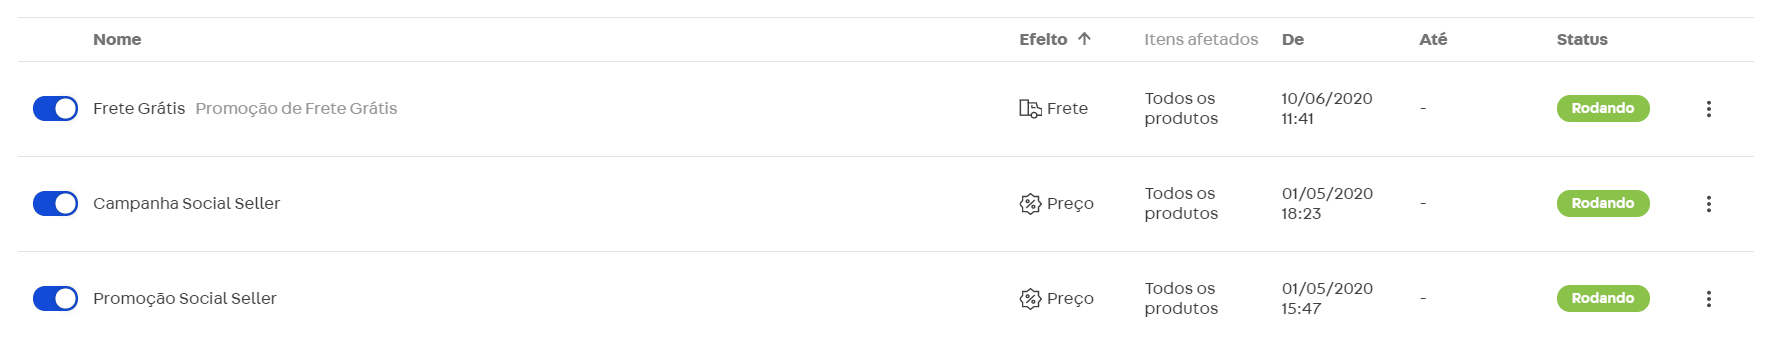 Nome Efeito Itens afetados De Até Status
Frete Grátis Promoção de Frete Grátis Frete Todos os produtos 10/06/2020 11:41 - Rodando
Campanha Social Seller Preço Todos os produtos 01/05/2020 18:23 - Rodando
Promoção Social Seller Preço Todos os produtos 01/05/2020 15:47 - Rodando